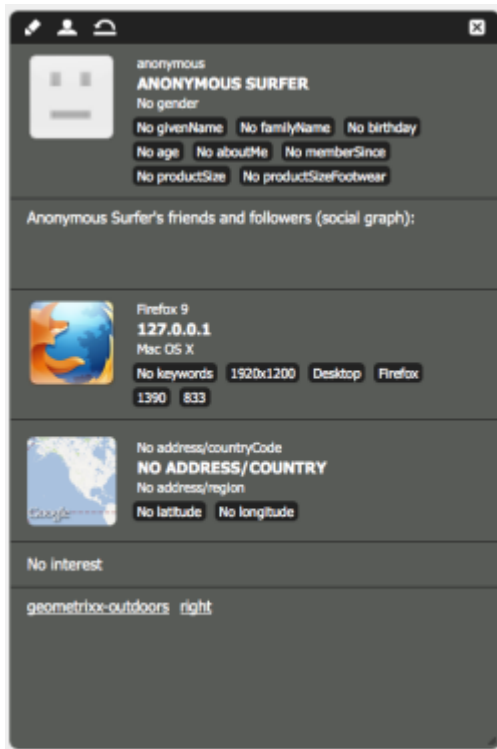 anonymous
ANONYMOUS SURFER
No gender
No givenName No familyName No birthday
No age No aboutMe No memberSince
No productSize No productSizeFootwear
Anonymous Surfer's friends and followers (social graph):
Firefox 9
127.0.0.1
Mac OS X
No keywords 1920x1200 Desktop Firefox
1390 833
No address/countryCode
NO ADDRESS/COUNTRY
No address/region
No latitude No longitude
Google
No interest
geometrixx-outdoors right